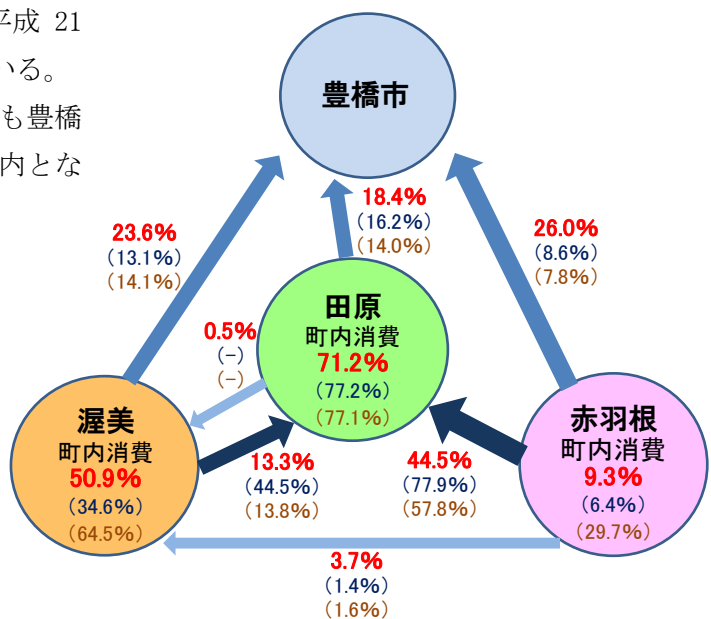 平成 21
いる。
も豊橋
内とな
豊橋市
18.4%
(16.2%)
(14.0%)
23.6%
(13.1%)
(14.1%)
26.0%
(8.6%)
(7.8%)
田原
町内消費
71.2%
(77.2%)
(77.1%)
0.5%
(-)
(-)
渥美
町内消費
50.9%
(34.6%)
(64.5%)
13.3%
(44.5%)
(13.8%)
44.5%
(77.9%)
(57.8%)
赤羽根
町内消費
9.3%
(6.4%)
(29.7%)
3.7%
(1.4%)
(1.6%)